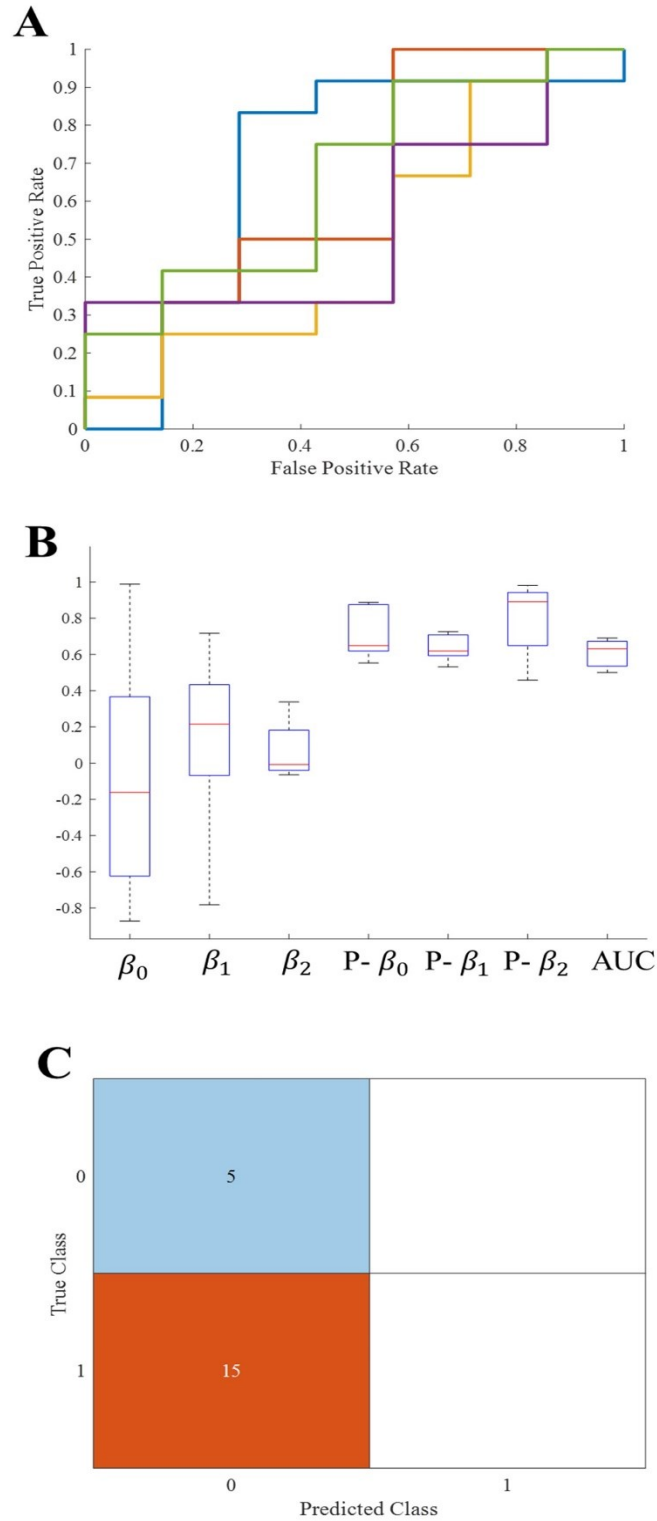 A
1
0.9
0.8
0.7
0.6
0.5
0.4
0.3
0.2
0.1
0
True Positive Rate
0 0.2 0.4 0.6 0.8 1
False Positive Rate
B
1
0.8
0.6
0.4
0.2
0
-0.2
-0.4
-0.6
-0.8
β₀ β₁ β₂ P- β₀ P- β₁ P- β₂ AUC
C
0
5
True Class
1
15
0 1
Predicted Class